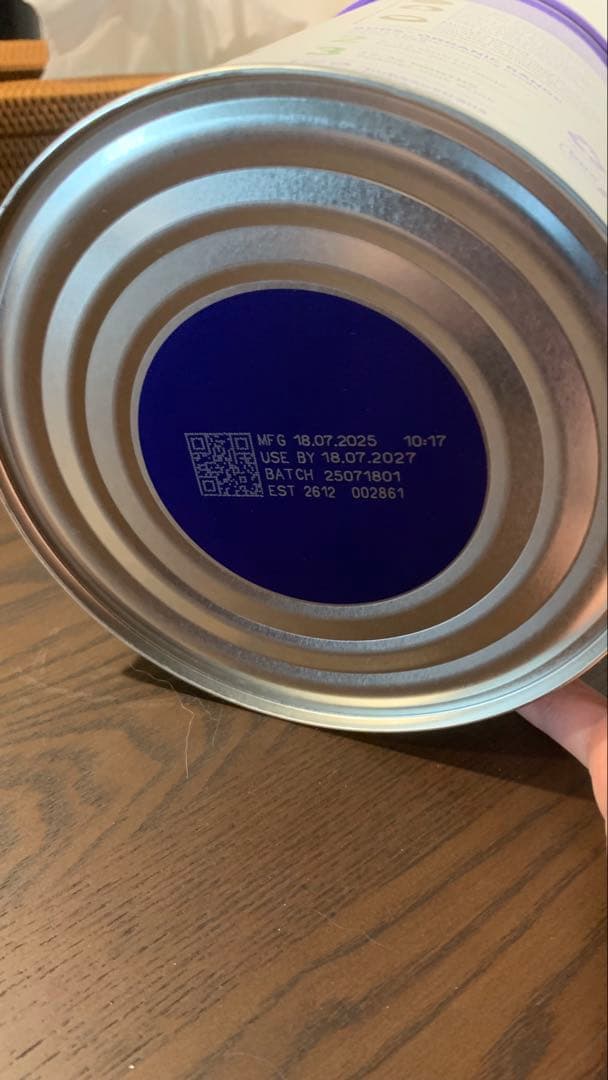 MFG 18.07.2025 10:17
USE BY 18.07.2027
BATCH 25071801
EST 2612 002861